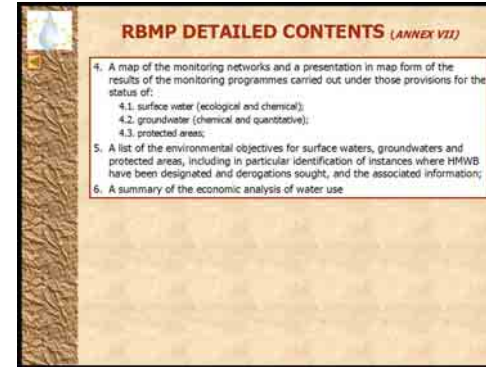 RBMP DETAILED CONTENTS (ANNEX VII)
4. A map of the monitoring networks and a presentation in map form of the
results of the monitoring programmes carried out under those provisions for the
status of:
4.1. surface water (ecological and chemical);
4.2. groundwater (chemical and quantitative);
4.3. protected areas;
5. A list of the environmental objectives for surface waters, groundwaters and
protected areas, including in particular identification of instances where HMWB
have been designated and derogations sought, and the associated information;
6. A summary of the economic analysis of water use